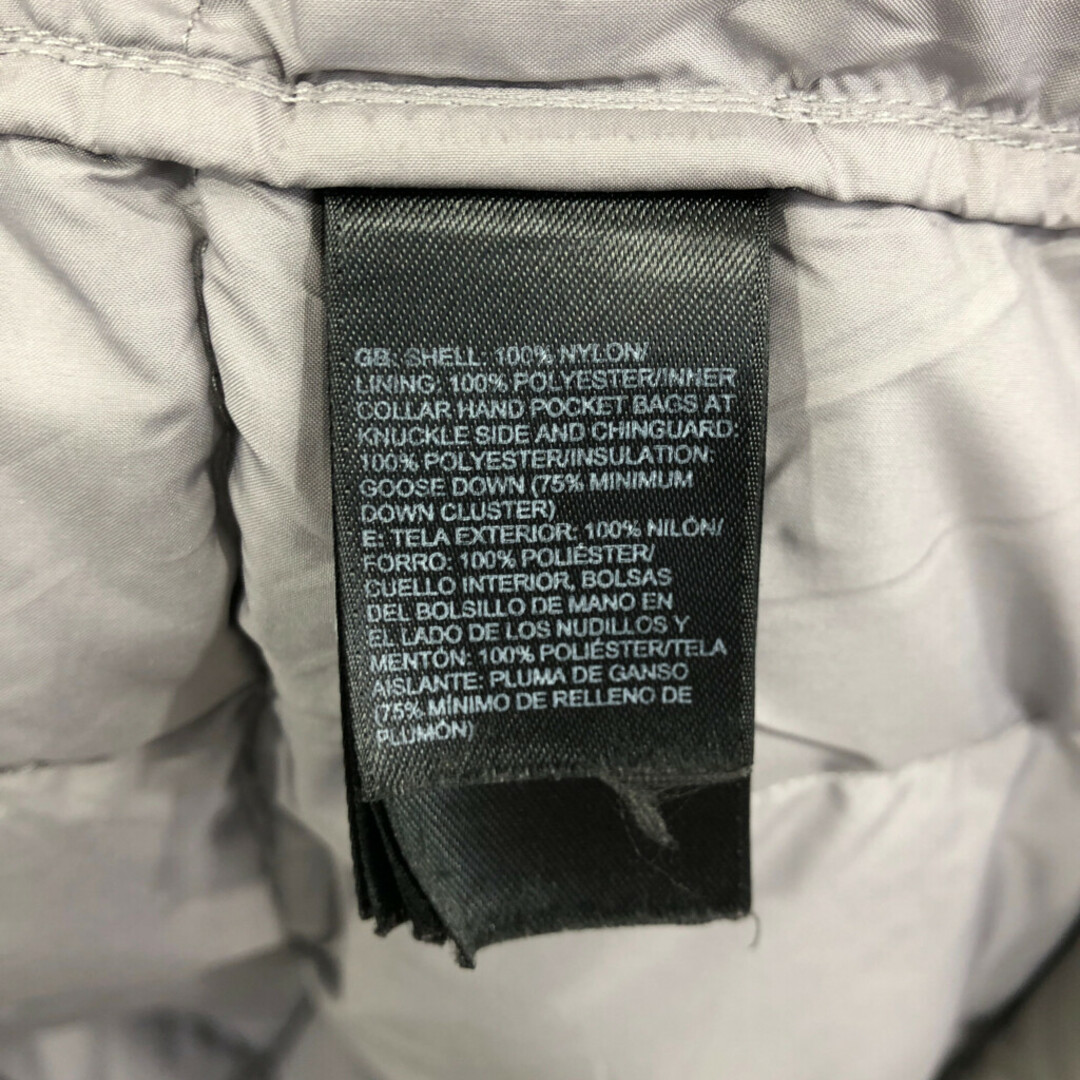 GB: SHELL: 100% NYLON/
LINING: 100% POLYESTER/INNER
COLLAR HAND POCKET BAGS AT
KNUCKLE SIDE AND CHINGUARD:
100% POLYESTER/INSULATION:
GOOSE DOWN (75% MINIMUM
DOWN CLUSTER)
E: TELA EXTERIOR: 100% NILÓN/
FORRO: 100% POLIÉSTER/
CUELLO INTERIOR, BOLSAS
DEL BOLSILLO DE MANO EN
EL LADO DE LOS NUDILLOS Y
MENTÓN: 100% POLIÉSTER/TELA
AISLANTE: PLUMA DE GANSO
(75% MÍNIMO DE RELLENO DE
PLUMÓN)